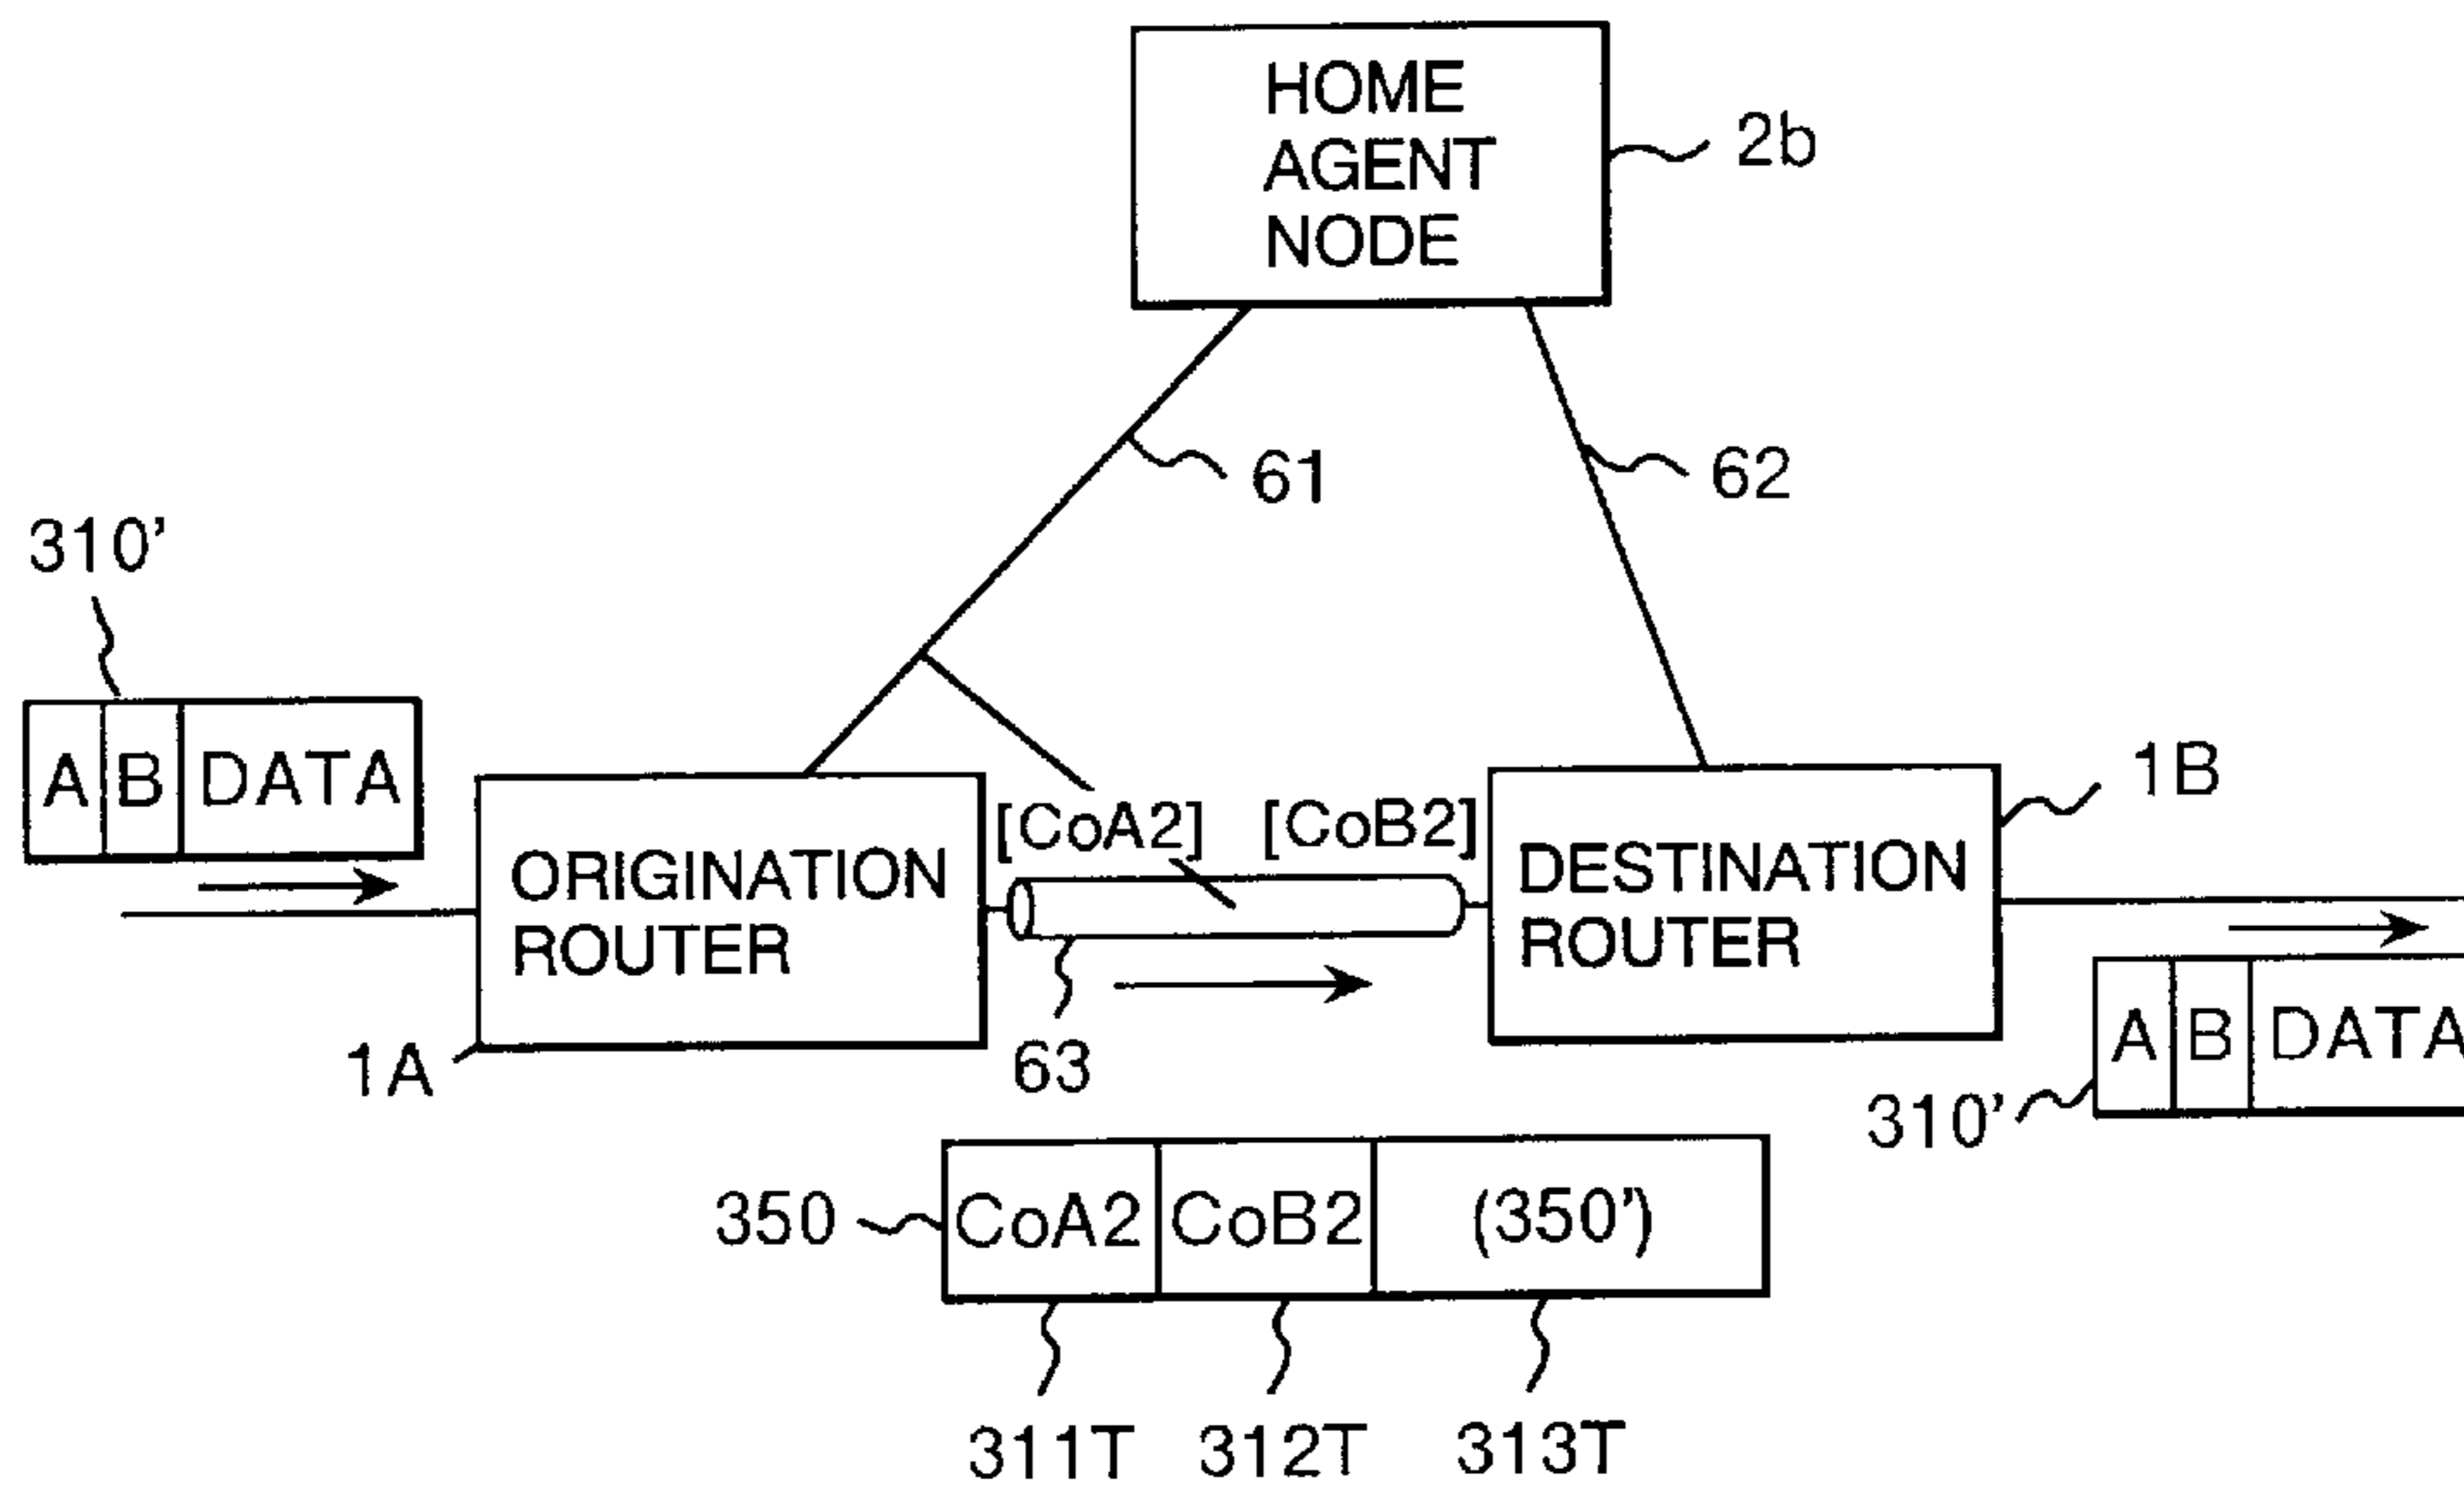 HOME
AGENT
NODE
2b
61
62
310’
A B DATA
[CoA2] [CoB2]
1B
ORIGINATION
ROUTER
DESTINATION
ROUTER
1A
63
A B DATA
310’
350
CoA2 CoB2 (350’)
311T 312T 313T